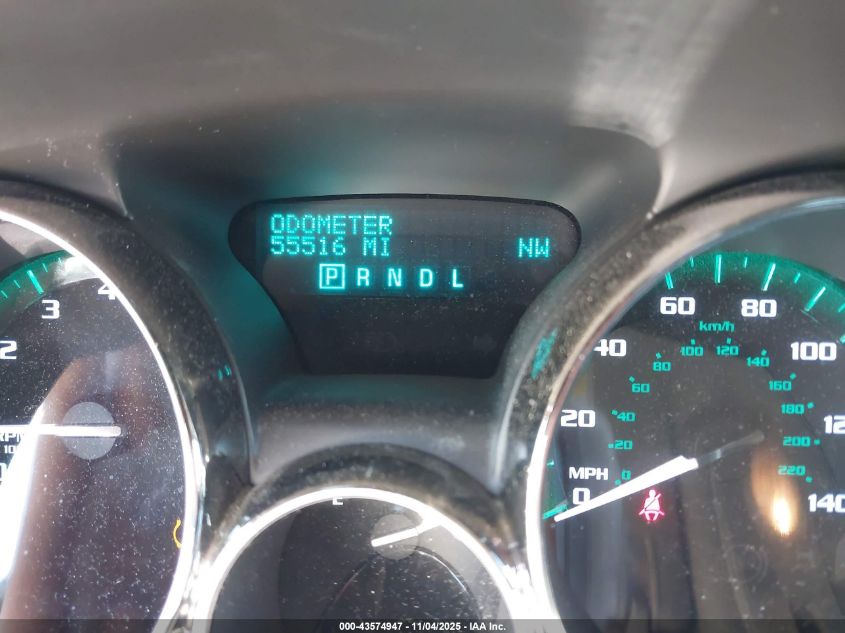 ODOMETER
55516 MI NW
P R N D L
2 3 4
RPM
MPH
0 20 40 60 80 100 140
km/h
0 20 40 60 80 100 120 140 160 180 200 220
E
000-43574947 - 11/04/2025 - IAA Inc.